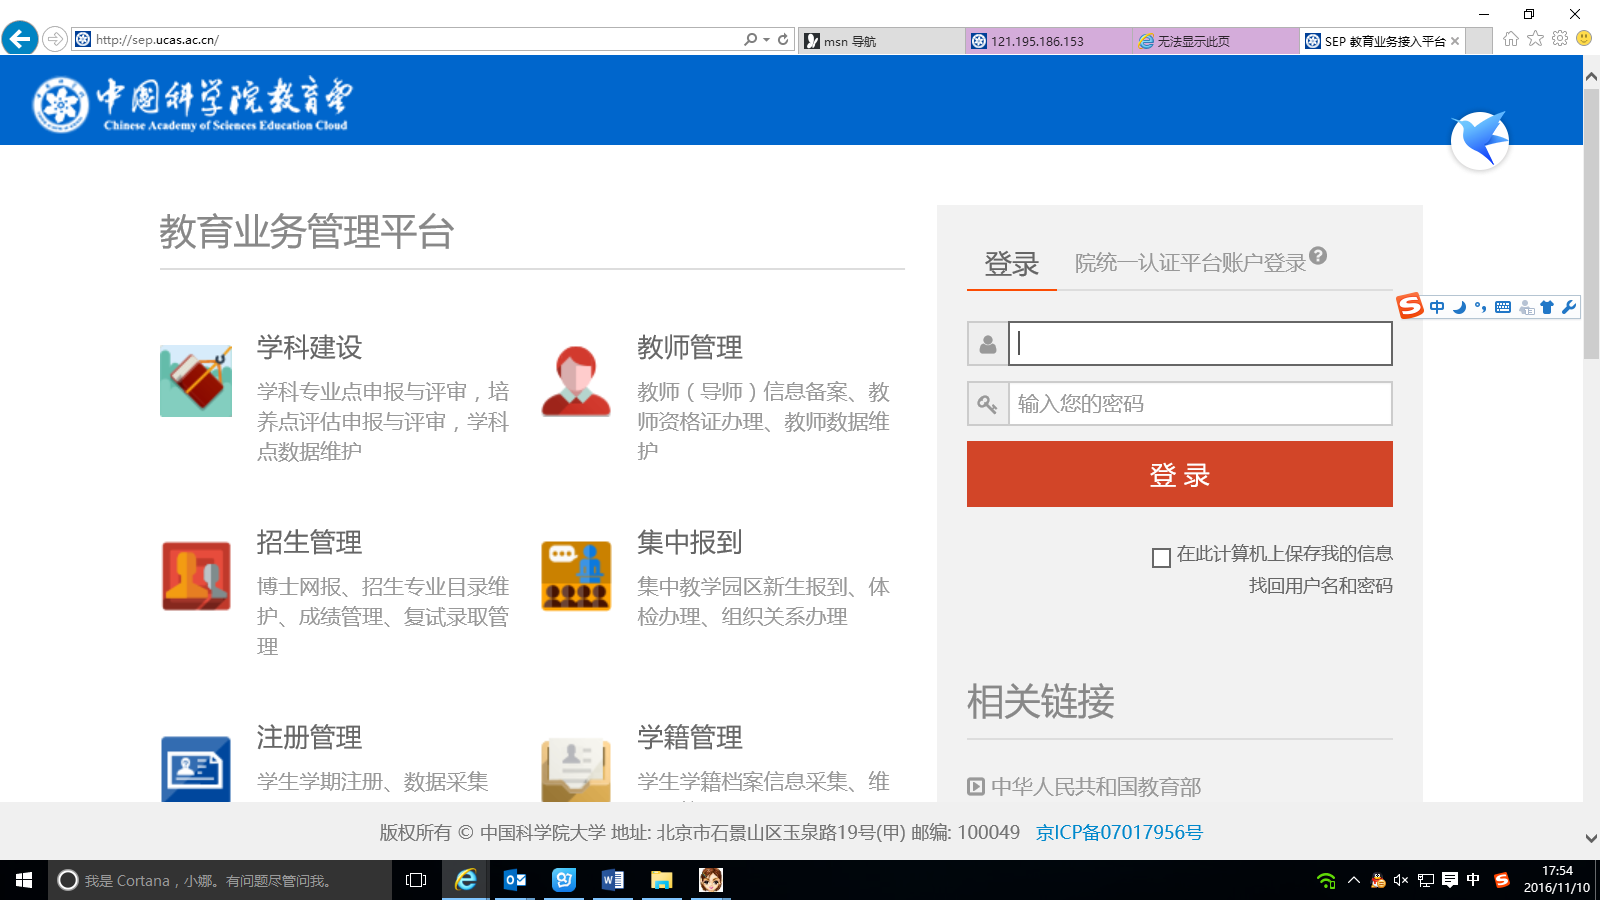 http://sep.ucas.ac.cn/
msn 导航
121.195.186.153
无法显示此页
SEP 教育业务接入平台
中国科学院教育云
Chinese Academy of Sciences Education Cloud
教育业务管理平台
学科建设
学科专业点申报与评审，培
养点评估申报与评审，学科
点数据维护
教师管理
教师（导师）信息备案、教
师资格证办理、教师数据维
护
招生管理
博士网报、招生专业目录维
护、成绩管理、复试录取管
理
集中报到
集中教学园区新生报到、体
检办理、组织关系办理
注册管理
学生学期注册、数据采集
学籍管理
学生学籍档案信息采集、维
登录
院统一认证平台账户登录
中
输入您的密码
登 录
在此计算机上保存我的信息
找回用户名和密码
相关链接
中华人民共和国教育部
版权所有 © 中国科学院大学 地址: 北京市石景山区玉泉路19号(甲) 邮编: 100049 京ICP备07017956号
我是 Cortana，小娜。有问题尽管问我。
中
17:54
2016/11/10